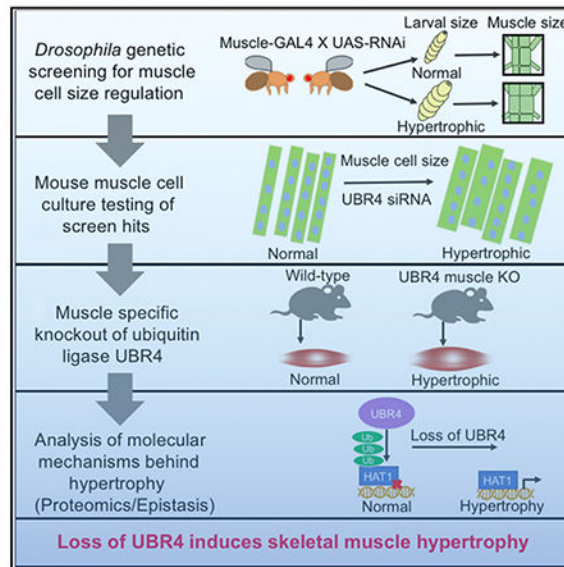 Drosophila genetic
screening for muscle
cell size regulation
Muscle-GAL4 X UAS-RNAi
Larval size
Muscle size
Normal
Hypertrophic
Mouse muscle cell
culture testing of
screen hits
Muscle cell size
UBR4 siRNA
Normal
Hypertrophic
Muscle specific
knockout of ubiquitin
ligase UBR4
Wild-type
UBR4 muscle KO
Normal
Hypertrophic
Analysis of molecular
mechanisms behind
hypertrophy
(Proteomics/Epistasis)
UBR4
Ub
Ub
Ub
HAT1
Normal
Loss of UBR4
HAT1
Hypertrophy
Loss of UBR4 induces skeletal muscle hypertrophy